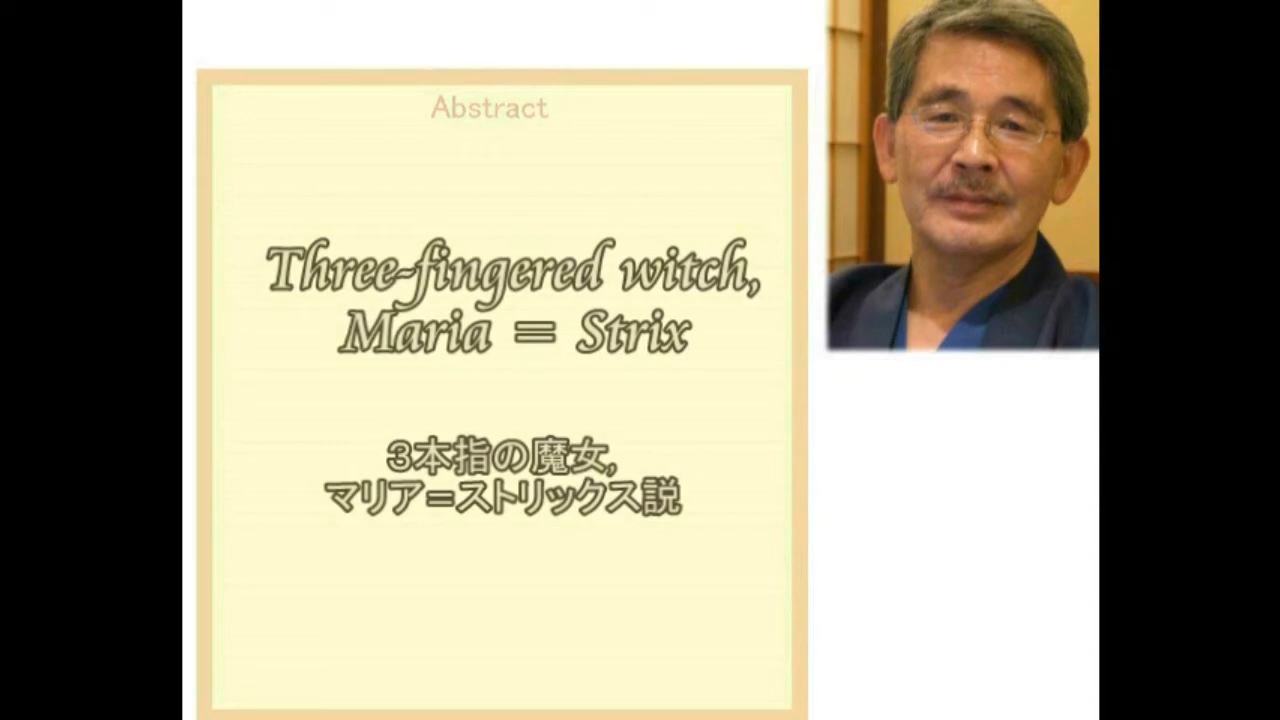 Abstract
Three-fingered witch,
Maria = Strix
3本指の魔女,
マリア=ストリックス説